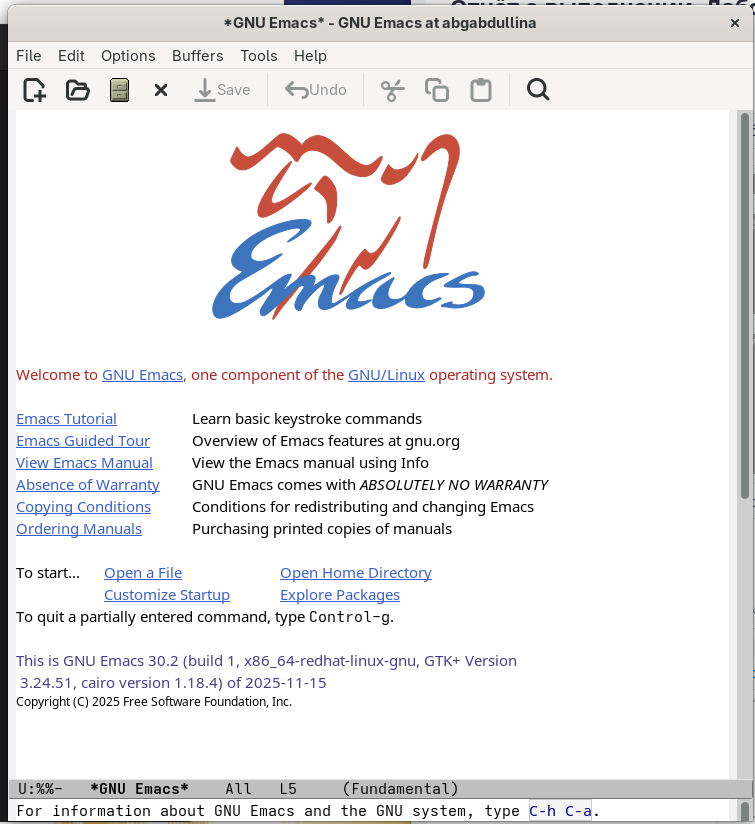 *GNU Emacs* - GNU Emacs at abgabdullina
File Edit Options Buffers Tools Help
Save Undo
Emacs
Welcome to GNU Emacs, one component of the GNU/Linux operating system.
Emacs Tutorial Learn basic keystroke commands
Emacs Guided Tour Overview of Emacs features at gnu.org
View Emacs Manual View the Emacs manual using Info
Absence of Warranty GNU Emacs comes with ABSOLUTELY NO WARRANTY
Copying Conditions Conditions for redistributing and changing Emacs
Ordering Manuals Purchasing printed copies of manuals
To start... Open a File Open Home Directory
Customize Startup Explore Packages
To quit a partially entered command, type Control-g.
This is GNU Emacs 30.2 (build 1, x86_64-redhat-linux-gnu, GTK+ Version
3.24.51, cairo version 1.18.4) of 2025-11-15
Copyright (C) 2025 Free Software Foundation, Inc.
U:%%- *GNU Emacs* All L5 (Fundamental)
For information about GNU Emacs and the GNU system, type C-h C-a.